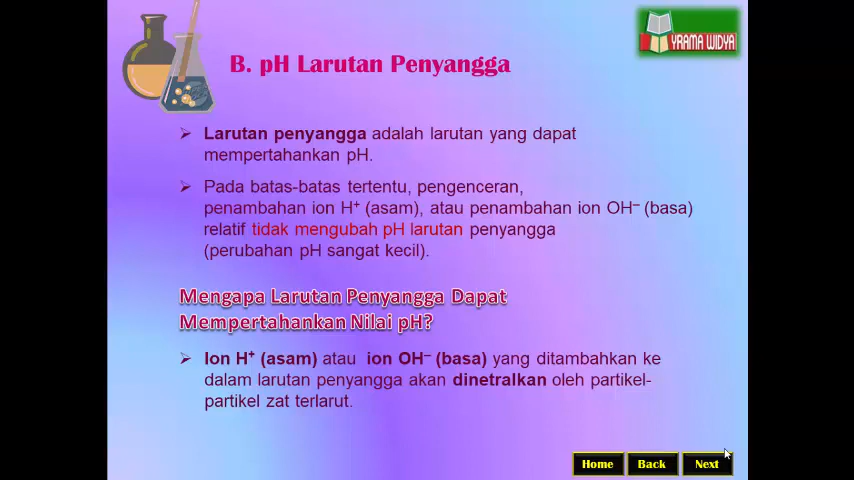 YRAMA WIDYA
B. pH Larutan Penyangga
Larutan penyangga adalah larutan yang dapat
mempertahankan pH.
Pada batas-batas tertentu, pengenceran,
penambahan ion H⁺ (asam), atau penambahan ion OH⁻ (basa)
relatif tidak mengubah pH larutan penyangga
(perubahan pH sangat kecil).
Mengapa Larutan Penyangga Dapat
Mempertahankan Nilai pH?
Ion H⁺ (asam) atau ion OH⁻ (basa) yang ditambahkan ke
dalam larutan penyangga akan dinetralkan oleh partikel-
partikel zat terlarut.
Home Back Next